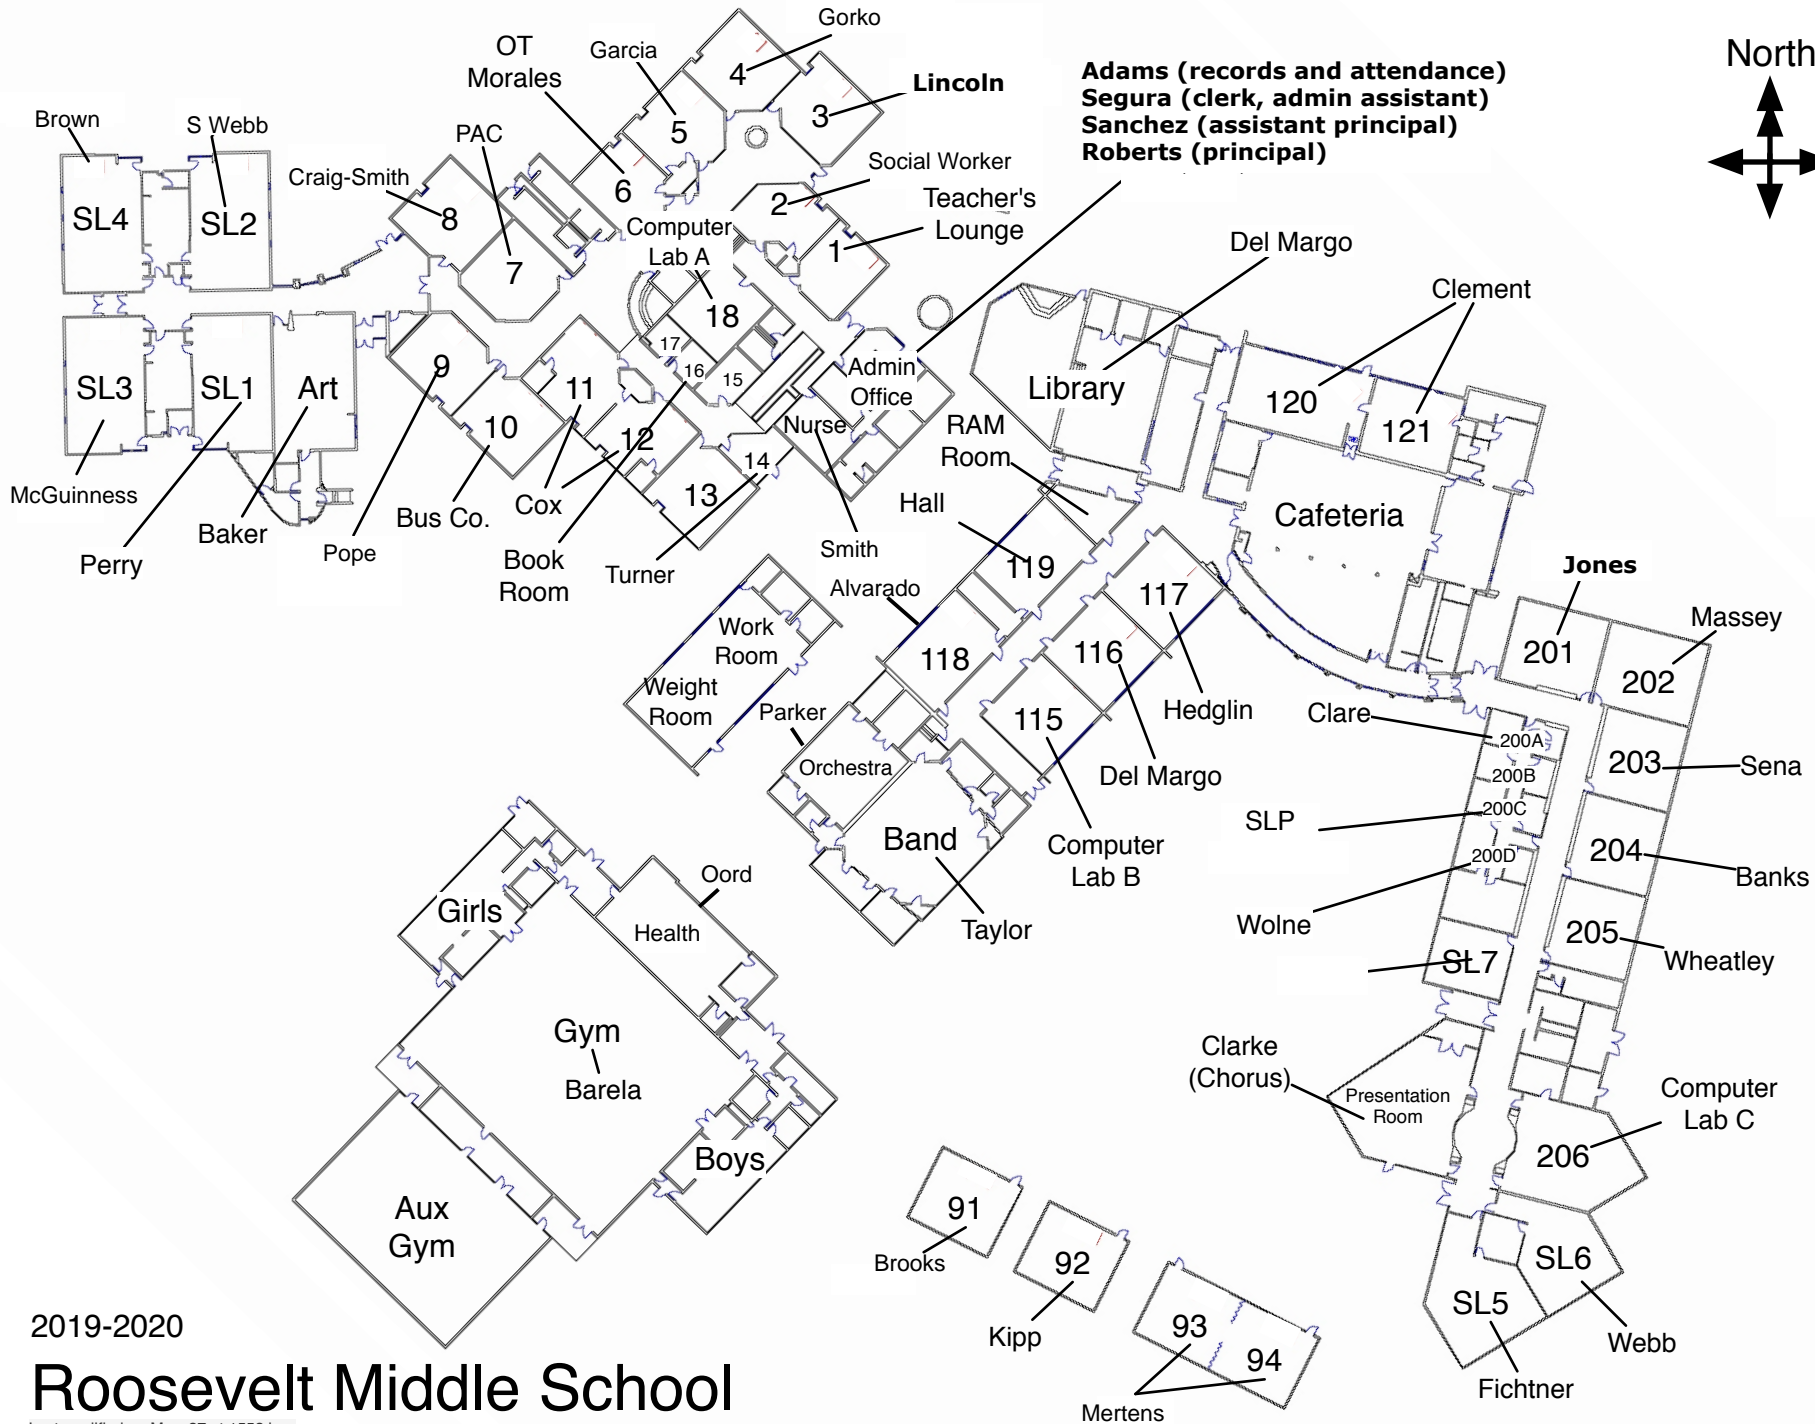 Gorko
OT
Morales
Garcia
4
Lincoln
3
5
Adams (records and attendance)
Segura (clerk, admin assistant)
Sanchez (assistant principal)
Roberts (principal)
North
Brown
S Webb
PAC
Craig-Smith
Social Worker
6
2
Teacher's
Lounge
SL4
SL2
8
7
Computer
Lab A
1
18
Del Margo
Clement
17
16
15
Admin
Office
9
SL3
SL1
Art
11
10
12
Nurse
14
13
Library
120
121
RAM
Room
McGuinness
Perry
Baker
Pope
Bus Co.
Cox
Book
Room
Turner
Smith
Hall
Cafeteria
Alvarado
119
117
118
116
115
Jones
201
Massey
202
Work
Room
Weight
Room
Parker
Orchestra
Hedglin
Del Margo
Clare
200A
200B
200C
200D
203
Sena
SLP
204
Banks
Band
Computer
Lab B
Taylor
Wolne
205
Wheatley
SL7
Oord
Girls
Health
Gym
Barela
Clarke
(Chorus)
Presentation
Room
Computer
Lab C
206
Boys
Aux
Gym
91
Brooks
92
Kipp
93
94
Mertens
SL6
SL5
Webb
Fichtner
2019-2020
Roosevelt Middle School